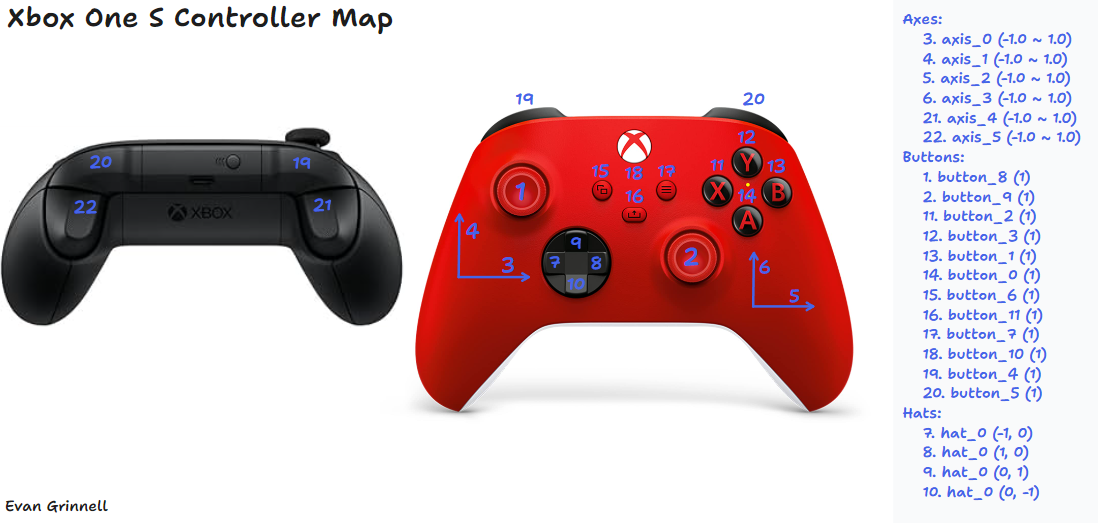 Xbox One S Controller Map
20
19
22
21
XBOX
19
20
12
15
18
17
11
13
Y
X
14
B
16
A
1
4
3
9
7
8
10
2
6
5
Axes:
3. axis_0 (-1.0 ~ 1.0)
4. axis_1 (-1.0 ~ 1.0)
5. axis_2 (-1.0 ~ 1.0)
6. axis_3 (-1.0 ~ 1.0)
21. axis_4 (-1.0 ~ 1.0)
22. axis_5 (-1.0 ~ 1.0)
Buttons:
1. button_8 (1)
2. button_9 (1)
11. button_2 (1)
12. button_3 (1)
13. button_1 (1)
14. button_0 (1)
15. button_6 (1)
16. button_11 (1)
17. button_7 (1)
18. button_10 (1)
19. button_4 (1)
20. button_5 (1)
Hats:
7. hat_0 (-1, 0)
8. hat_0 (1, 0)
9. hat_0 (0, 1)
10. hat_0 (0, -1)
Evan Grinnell